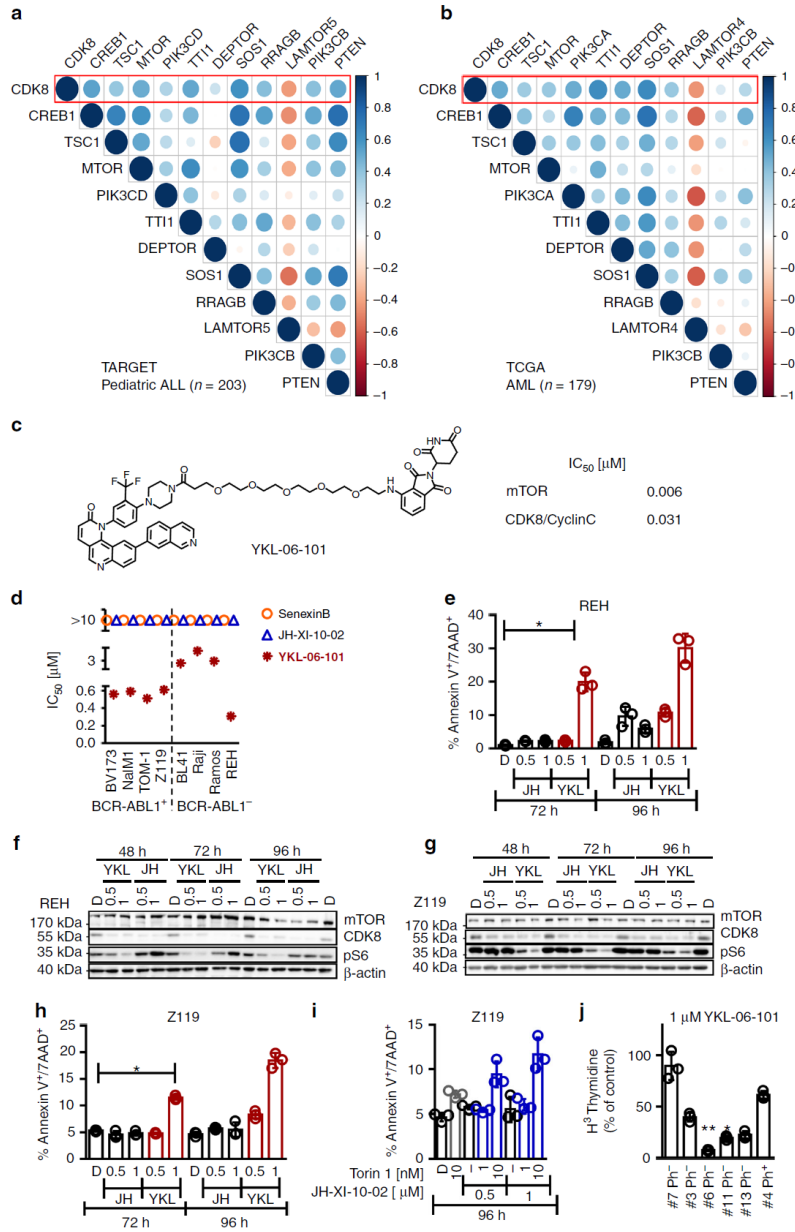 a
CDK8 CREB1 TSC1 MTOR PIK3CD TTI1 DEPTOR SOS1 RRAGB LAMTOR5 PIK3CB PTEN
CDK8
CREB1
TSC1
MTOR
PIK3CD
TTI1
DEPTOR
SOS1
RRAGB
LAMTOR5
PIK3CB
PTEN
1
0.8
0.6
0.4
0.2
0
−0.2
−0.4
−0.6
−0.8
−1
TARGET
Pediatric ALL (n = 203)
b
CDK8 CREB1 TSC1 MTOR PIK3CA TTI1 DEPTOR SOS1 RRAGB LAMTOR4 PIK3CB PTEN
CDK8
CREB1
TSC1
MTOR
PIK3CA
TTI1
DEPTOR
SOS1
RRAGB
LAMTOR4
PIK3CB
PTEN
1
0.8
0.6
0.4
0.2
0
−0.2
−0.4
−0.6
−0.8
−1
TCGA
AML (n = 179)
c
F F F
O N N N O O O O O O HN N O O O NH O
N N
YKL-06-101
IC50 [μM]
mTOR 0.006
CDK8/CyclinC 0.031
d
>10
3
0.6
0.4
0.2
0.0
IC50 [μM]
SenexinB
JH-XI-10-02
YKL-06-101
BV173 NalM1 TOM-1 Z119 BL41 Raji Ramos REH
BCR-ABL1+ BCR-ABL1−
e
REH
% Annexin V+/7AAD+
40
30
20
10
0
*
D 0.5 1 0.5 1 D 0.5 1 0.5 1
JH YKL JH YKL
72 h 96 h
f
48 h 72 h 96 h
YKL JH YKL JH YKL JH
REH D 0.5 1 0.5 1 D 0.5 1 0.5 1 D 0.5 1 0.5 1 D
170 kDa mTOR
55 kDa CDK8
35 kDa pS6
40 kDa β-actin
g
48 h 72 h 96 h
JH YKL JH YKL JH YKL
Z119 D 0.5 1 0.5 1 D 0.5 1 0.5 1 D 0.5 1 0.5 1 D
170 kDa mTOR
55 kDa CDK8
35 kDa pS6
40 kDa β-actin
h
Z119
% Annexin V+/7AAD+
25
20
15
10
5
0
*
D 0.5 1 0.5 1 D 0.5 1 0.5 1
JH YKL JH YKL
72 h 96 h
i
Z119
% Annexin V+/7AAD+
15
10
5
0
Torin 1 [nM] D 10 − 1 10 − 1 10
JH-XI-10-02 [ μM] 0.5 1
96 h
j
1 μM YKL-06-101
H3 Thymidine
(% of control)
100
50
0
** *
#7 Ph− #3 Ph− #6 Ph− #11 Ph− #13 Ph− #4 Ph+